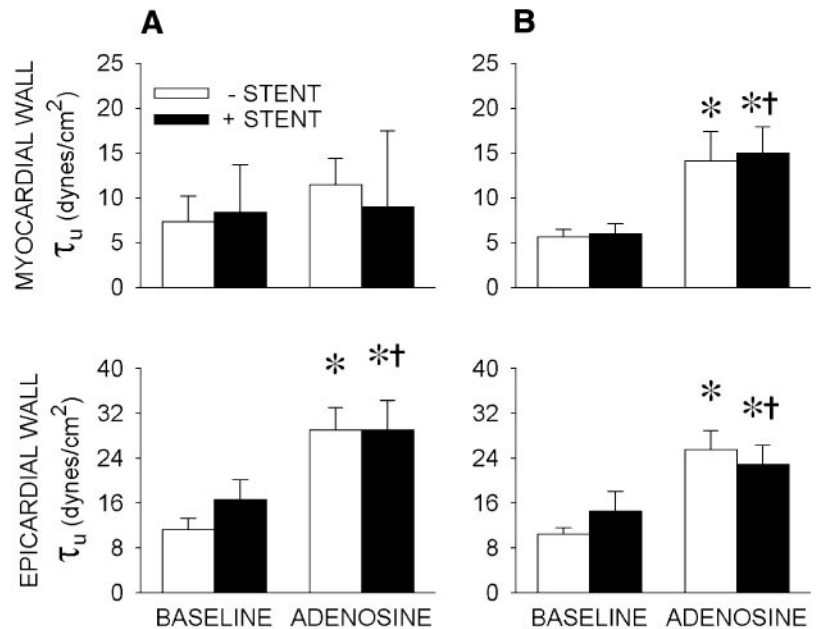 A
B
MYOCARDIAL WALL
τu (dynes/cm²)
25
20
15
10
5
0
- STENT
+ STENT
25
20
15
10
5
0
* *†
EPICARDIAL WALL
τu (dynes/cm²)
40
32
24
16
8
0
* *†
BASELINE ADENOSINE
40
32
24
16
8
0
* *†
BASELINE ADENOSINE